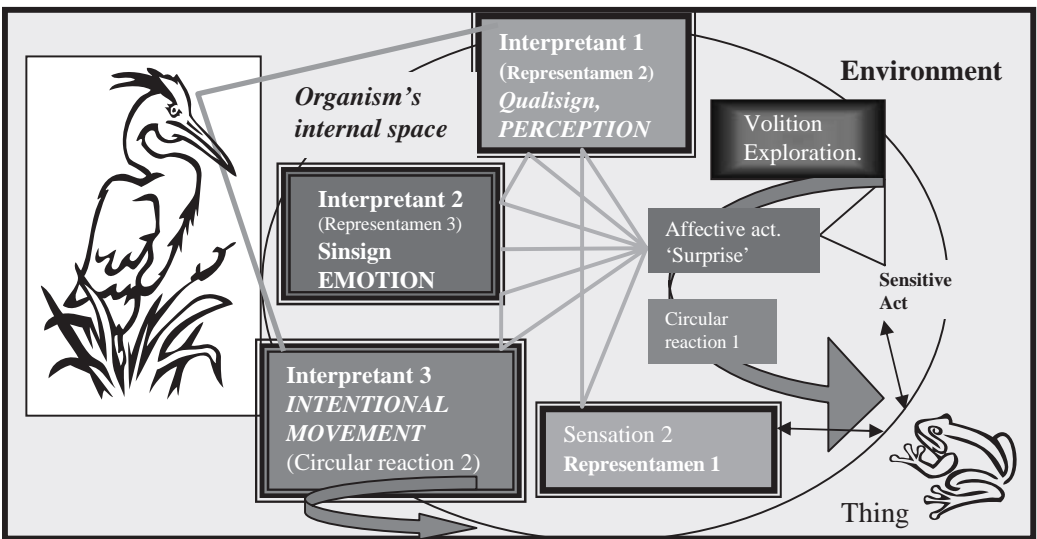 Interpretant 1
(Representamen 2)
Qualisign,
PERCEPTION
Environment
Organism's
internal space
Volition
Exploration.
Interpretant 2
(Representamen 3)
Sinsign
EMOTION
Affective act.
‘Surprise’
Sensitive
Act
Circular
reaction 1
Interpretant 3
INTENTIONAL
MOVEMENT
(Circular reaction 2)
Sensation 2
Representamen 1
Thing